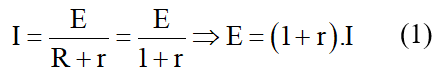 I = E/(R + r) = E/(1 + r) ⇒ E = (1 + r).I (1)